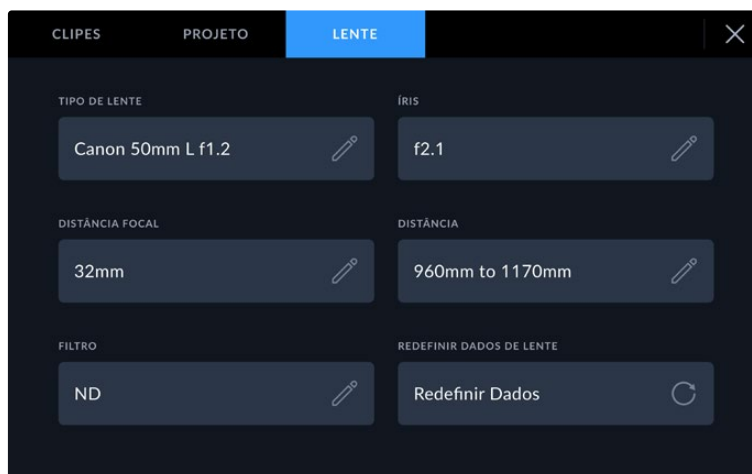 CLIPES PROJETO LENTE
TIPO DE LENTE ÍRIS
Canon 50mm L f1.2 f2.1
DISTÂNCIA FOCAL DISTÂNCIA
32mm 960mm to 1170mm
FILTRO REDEFINIR DADOS DE LENTE
ND Redefinir Dados